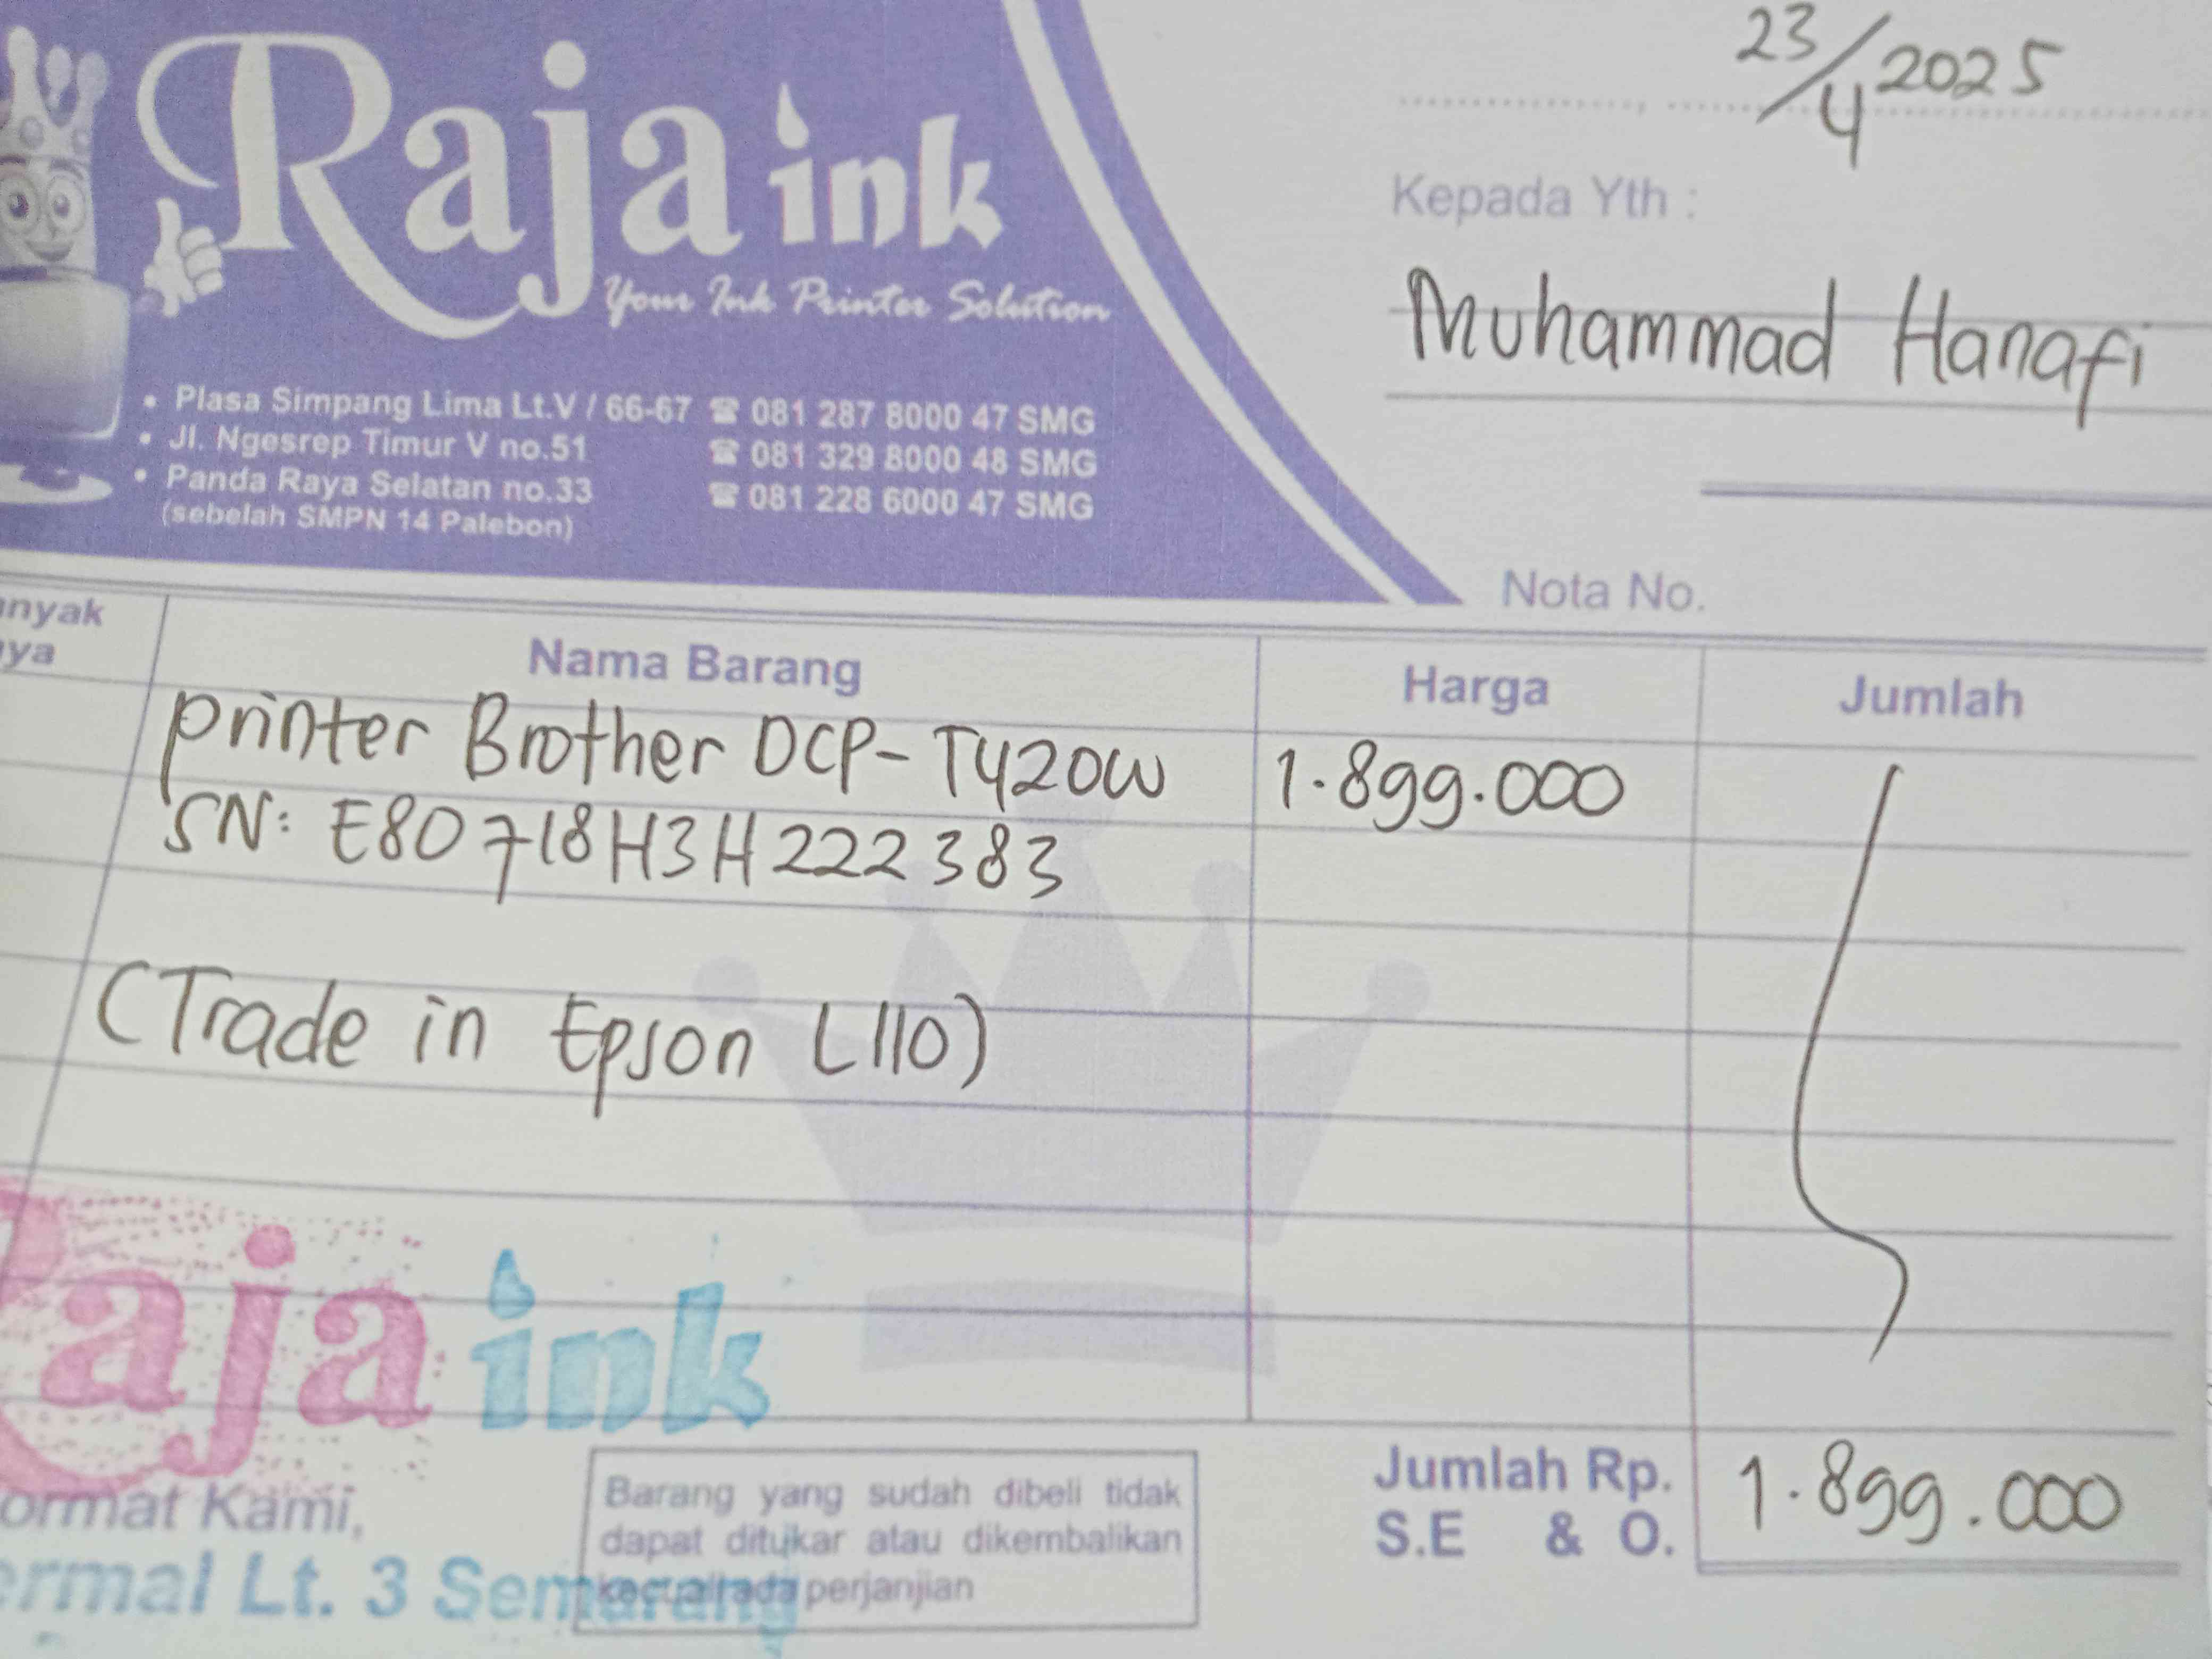 23/4 2025
Raja ink
Your Ink Printer Solution
Kepada Yth :
Muhammad Hanafi
• Plasa Simpang Lima Lt.V / 66-67 ☎ 081 287 8000 47 SMG
• Jl. Ngesrep Timur V no.51 ☎ 081 329 8000 48 SMG
• Panda Raya Selatan no.33 ☎ 081 228 6000 47 SMG
(sebelah SMPN 14 Palebon)
Nota No.
anyak
nya
Nama Barang
Harga
Jumlah
Printer Brother DCP-T420W 1.899.000
SN: E80718H3H222383
(Trade in Epson L110)
Raja ink
ormat Kami,
ermal Lt. 3 Semarang
Barang yang sudah dibeli tidak
dapat ditukar atau dikembalikan
kecuali ada perjanjian
Jumlah Rp. 1.899.000
S.E & O.